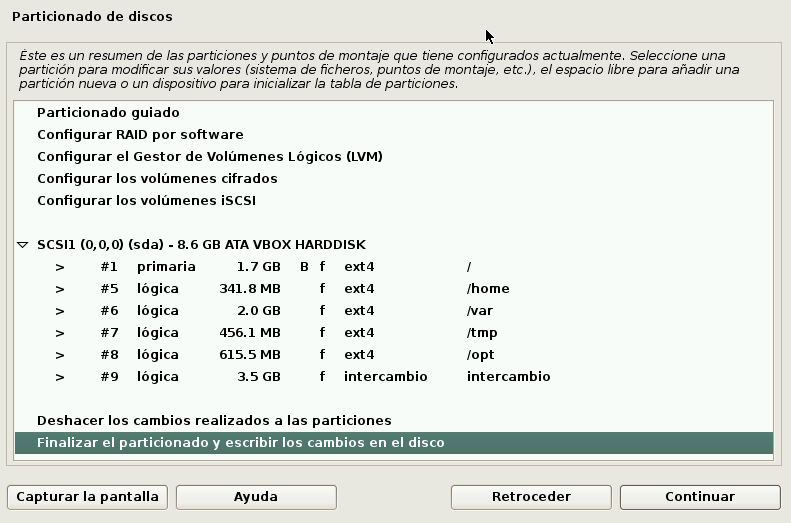 Particionado de discos
Éste es un resumen de las particiones y puntos de montaje que tiene configurados actualmente. Seleccione una
partición para modificar sus valores (sistema de ficheros, puntos de montaje, etc.), el espacio libre para añadir una
partición nueva o un dispositivo para inicializar la tabla de particiones.
Particionado guiado
Configurar RAID por software
Configurar el Gestor de Volúmenes Lógicos (LVM)
Configurar los volúmenes cifrados
Configurar los volúmenes iSCSI
SCSI1 (0,0,0) (sda) - 8.6 GB ATA VBOX HARDDISK
> #1 primaria 1.7 GB B f ext4 /
> #5 lógica 341.8 MB f ext4 /home
> #6 lógica 2.0 GB f ext4 /var
> #7 lógica 456.1 MB f ext4 /tmp
> #8 lógica 615.5 MB f ext4 /opt
> #9 lógica 3.5 GB f intercambio intercambio
Deshacer los cambios realizados a las particiones
Finalizar el particionado y escribir los cambios en el disco
Capturar la pantalla Ayuda Retroceder Continuar